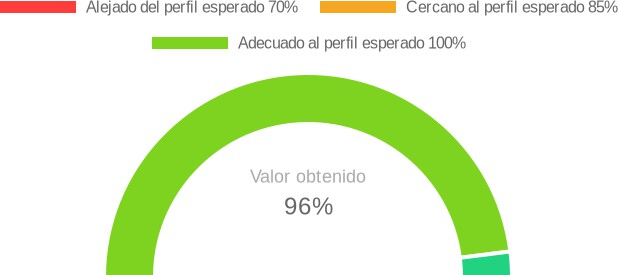 Alejado del perfil esperado 70% Cercano al perfil esperado 85%
Adecuado al perfil esperado 100%
Valor obtenido
96%